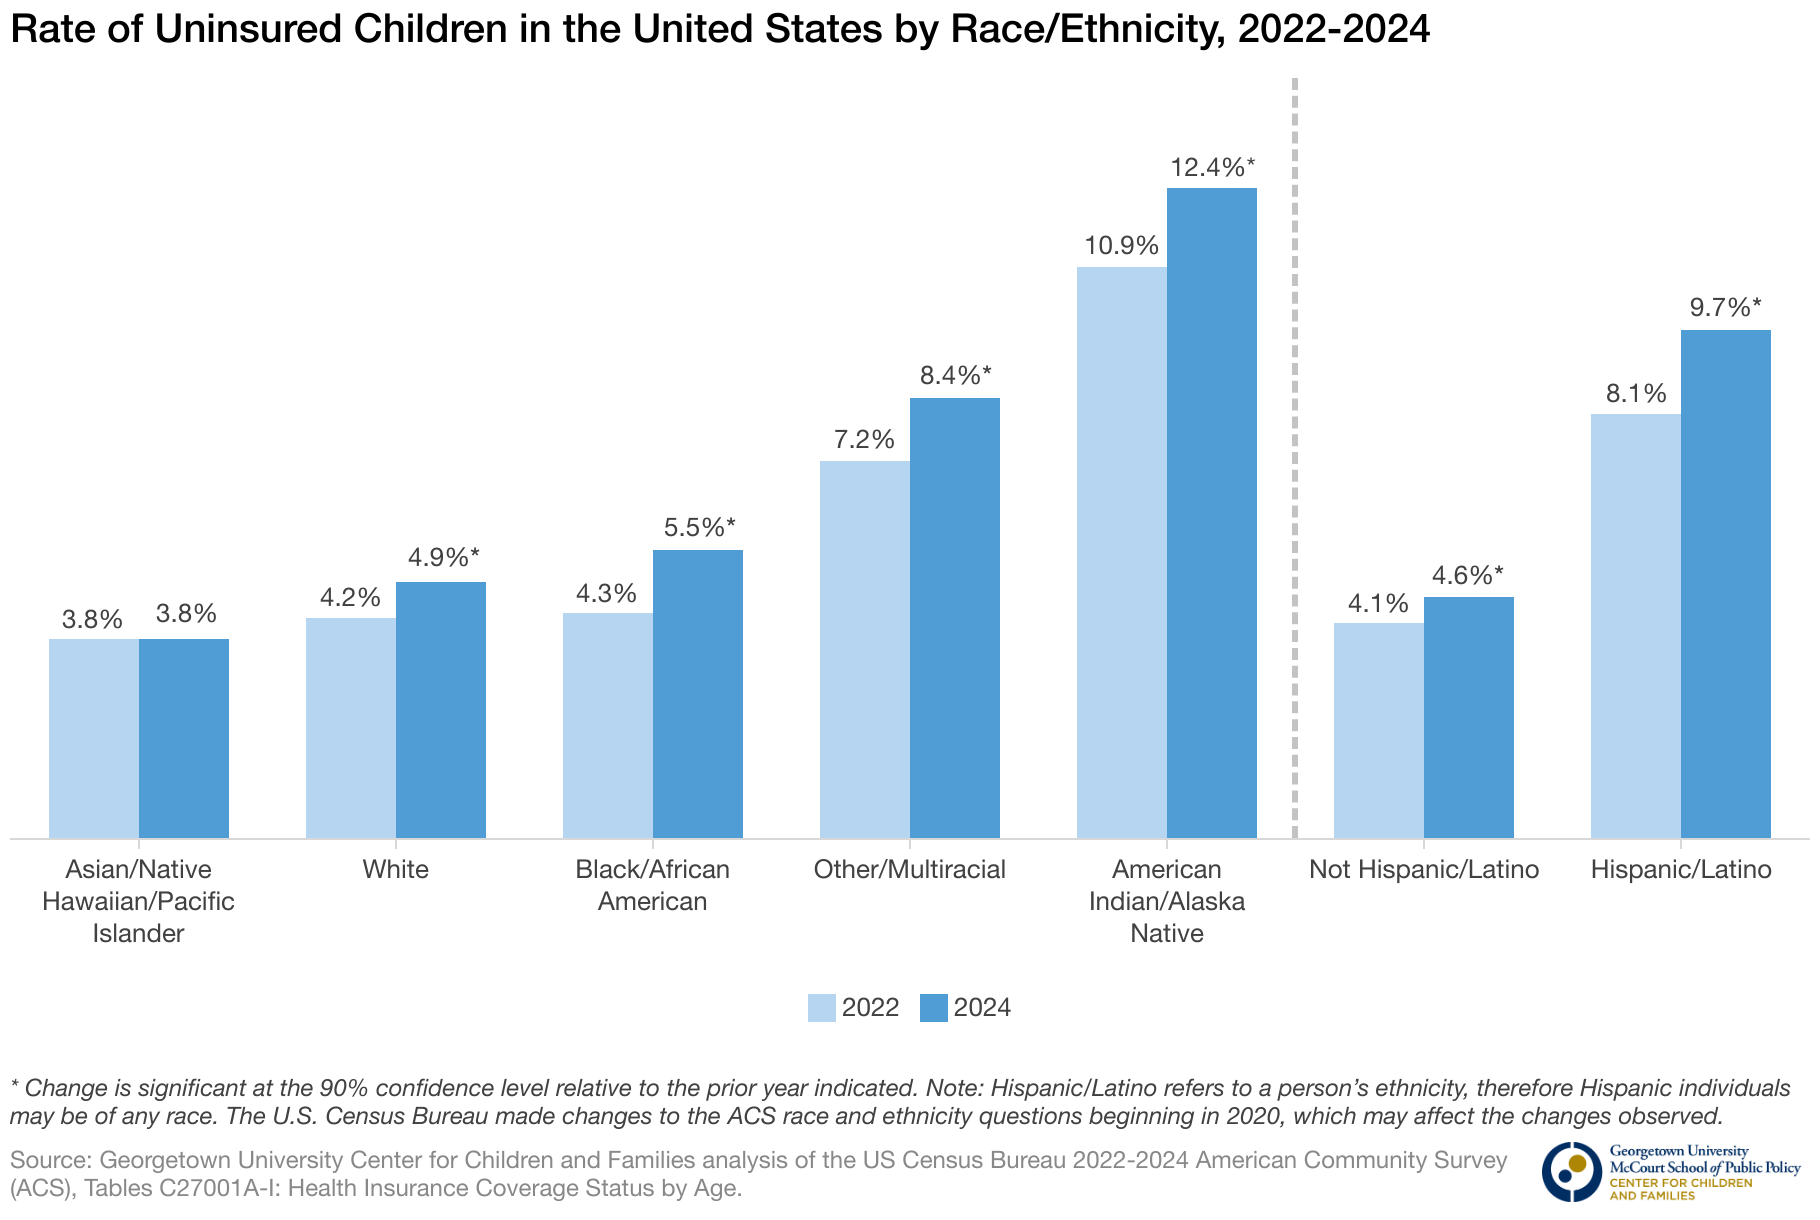 Rate of Uninsured Children in the United States by Race/Ethnicity, 2022-2024
3.8%
3.8%
4.2%
4.9%*
4.3%
5.5%*
7.2%
8.4%*
10.9%
12.4%*
4.1%
4.6%*
8.1%
9.7%*
Asian/Native
Hawaiian/Pacific
Islander
White
Black/African
American
Other/Multiracial
American
Indian/Alaska
Native
Not Hispanic/Latino
Hispanic/Latino
2022
2024
* Change is significant at the 90% confidence level relative to the prior year indicated. Note: Hispanic/Latino refers to a person’s ethnicity, therefore Hispanic individuals
may be of any race. The U.S. Census Bureau made changes to the ACS race and ethnicity questions beginning in 2020, which may affect the changes observed.
Source: Georgetown University Center for Children and Families analysis of the US Census Bureau 2022-2024 American Community Survey
(ACS), Tables C27001A-I: Health Insurance Coverage Status by Age.
Georgetown University
McCourt School of Public Policy
CENTER FOR CHILDREN
AND FAMILIES